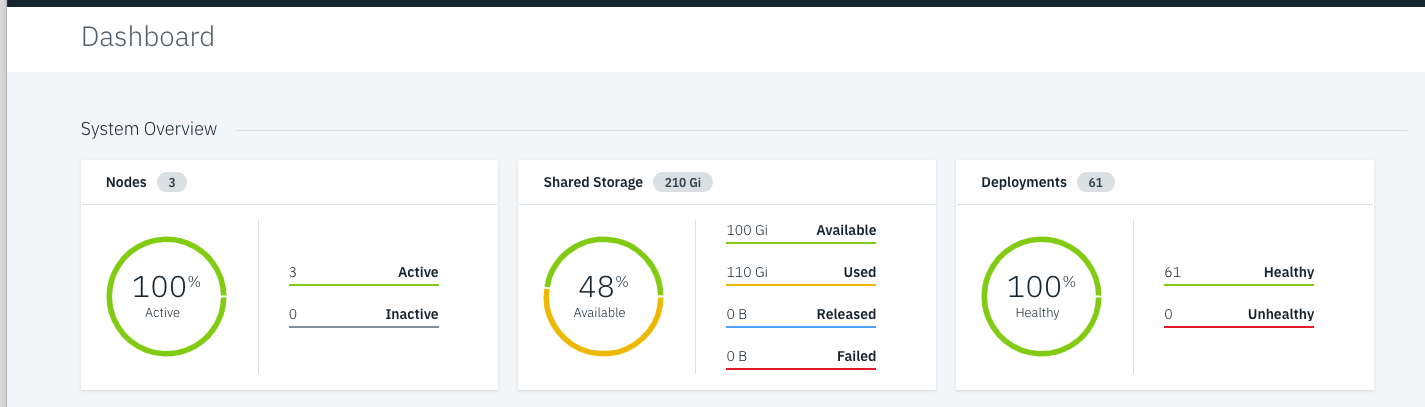 Dashboard
System Overview
Nodes 3
100%
Active
3 Active
0 Inactive
Shared Storage 210 Gi
48%
Available
100 Gi Available
110 Gi Used
0 B Released
0 B Failed
Deployments 61
100%
Healthy
61 Healthy
0 Unhealthy